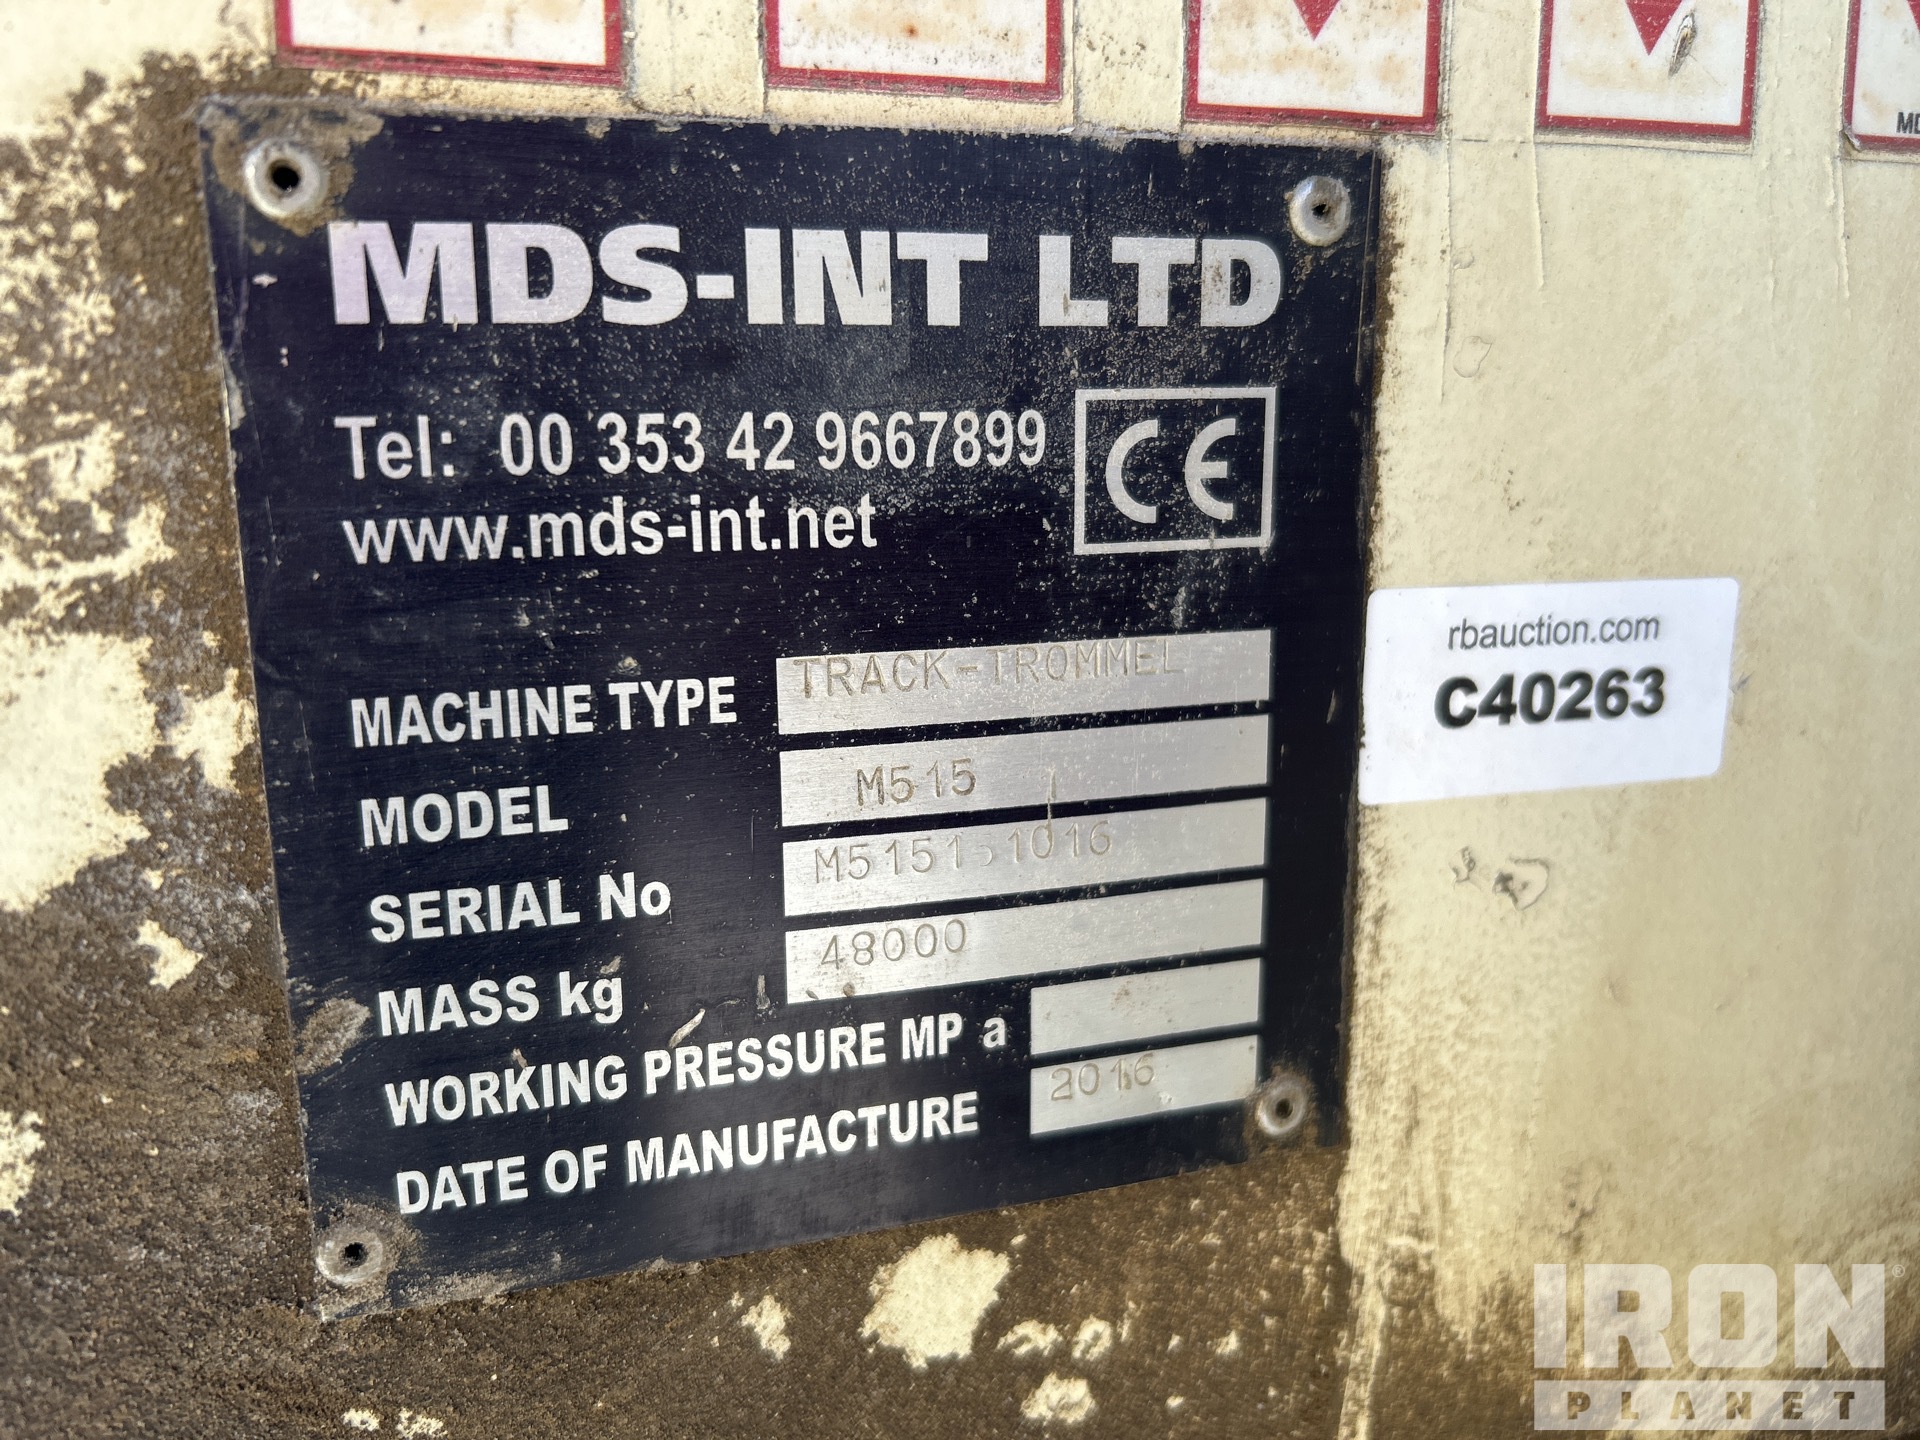 MDS-INT LTD
Tel: 00 353 42 9667899
www.mds-int.net
CE
MACHINE TYPE TRACK-TROMMEL
MODEL M515
SERIAL No
MASS kg 48000
WORKING PRESSURE MP a
DATE OF MANUFACTURE 2016
rbauction.com
C40263
IRON
PLANET